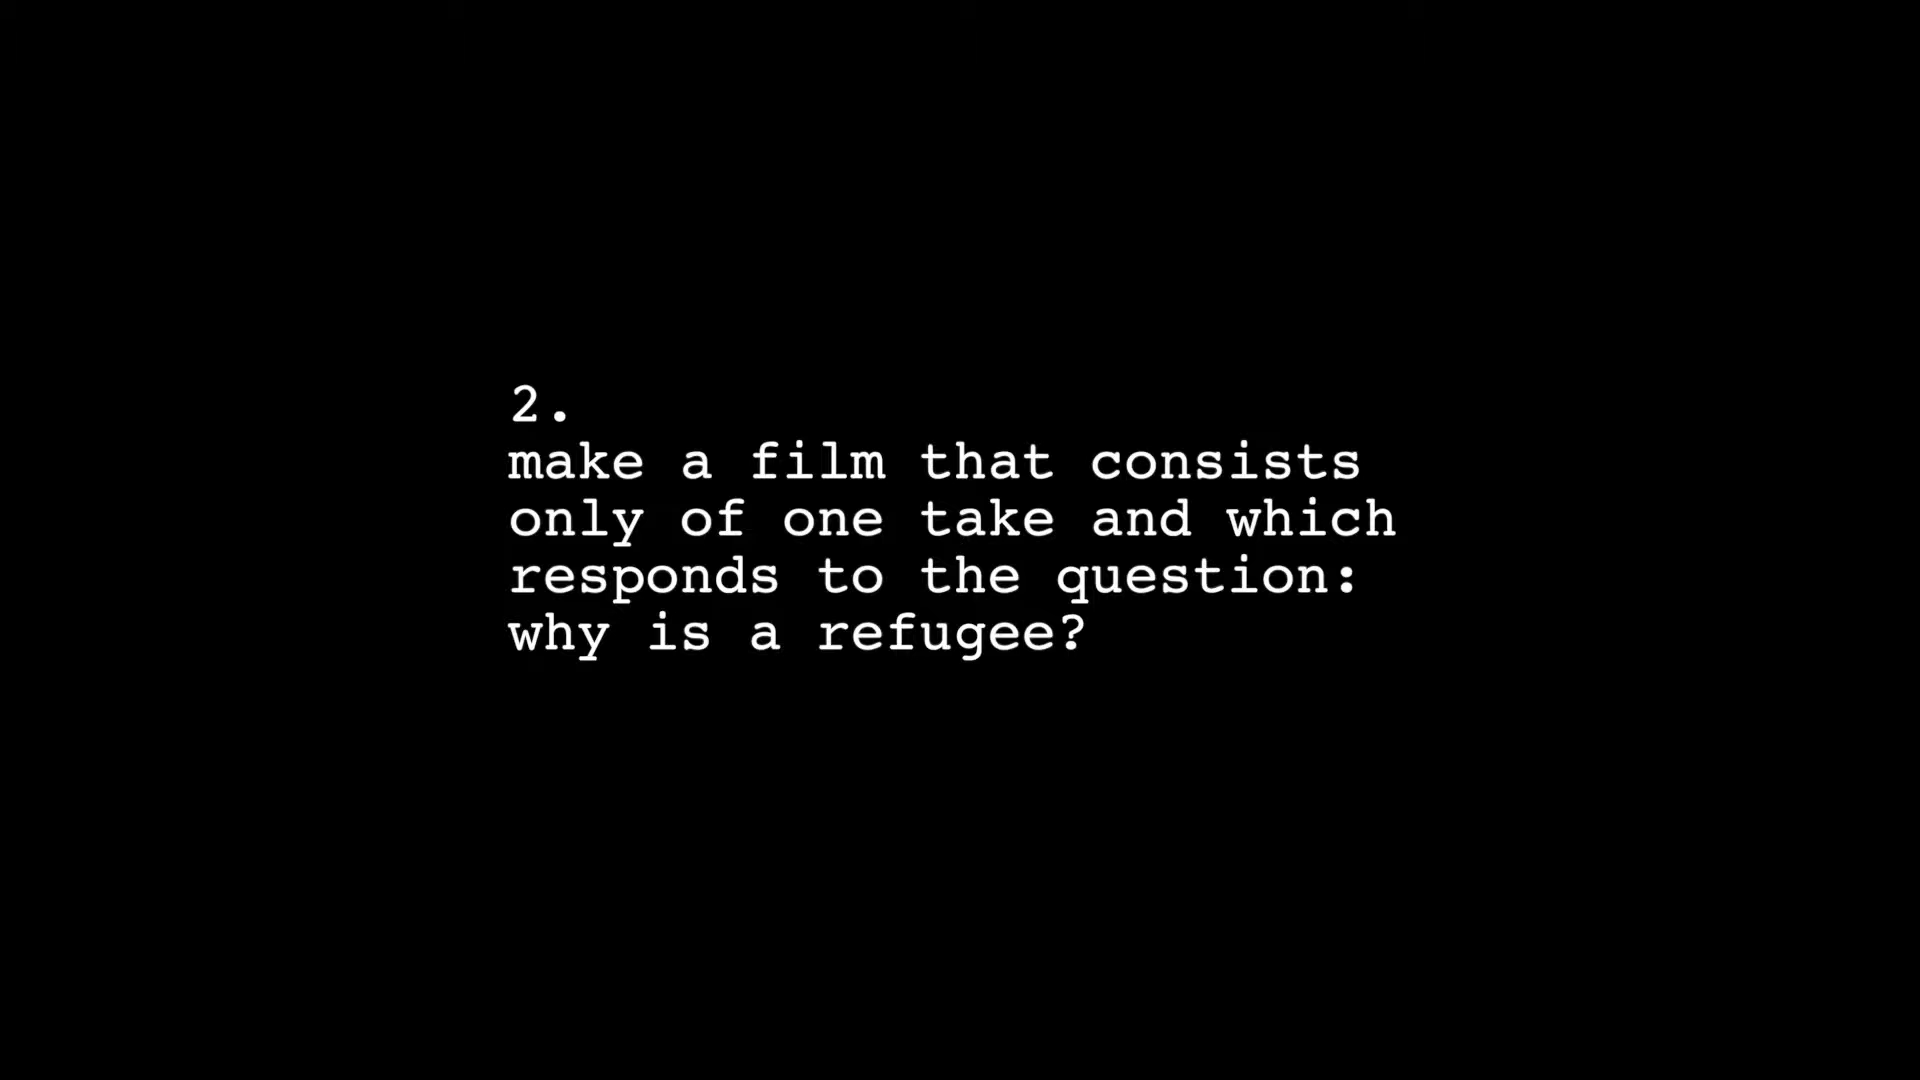 2.
make a film that consists
only of one take and which
responds to the question:
why is a refugee?